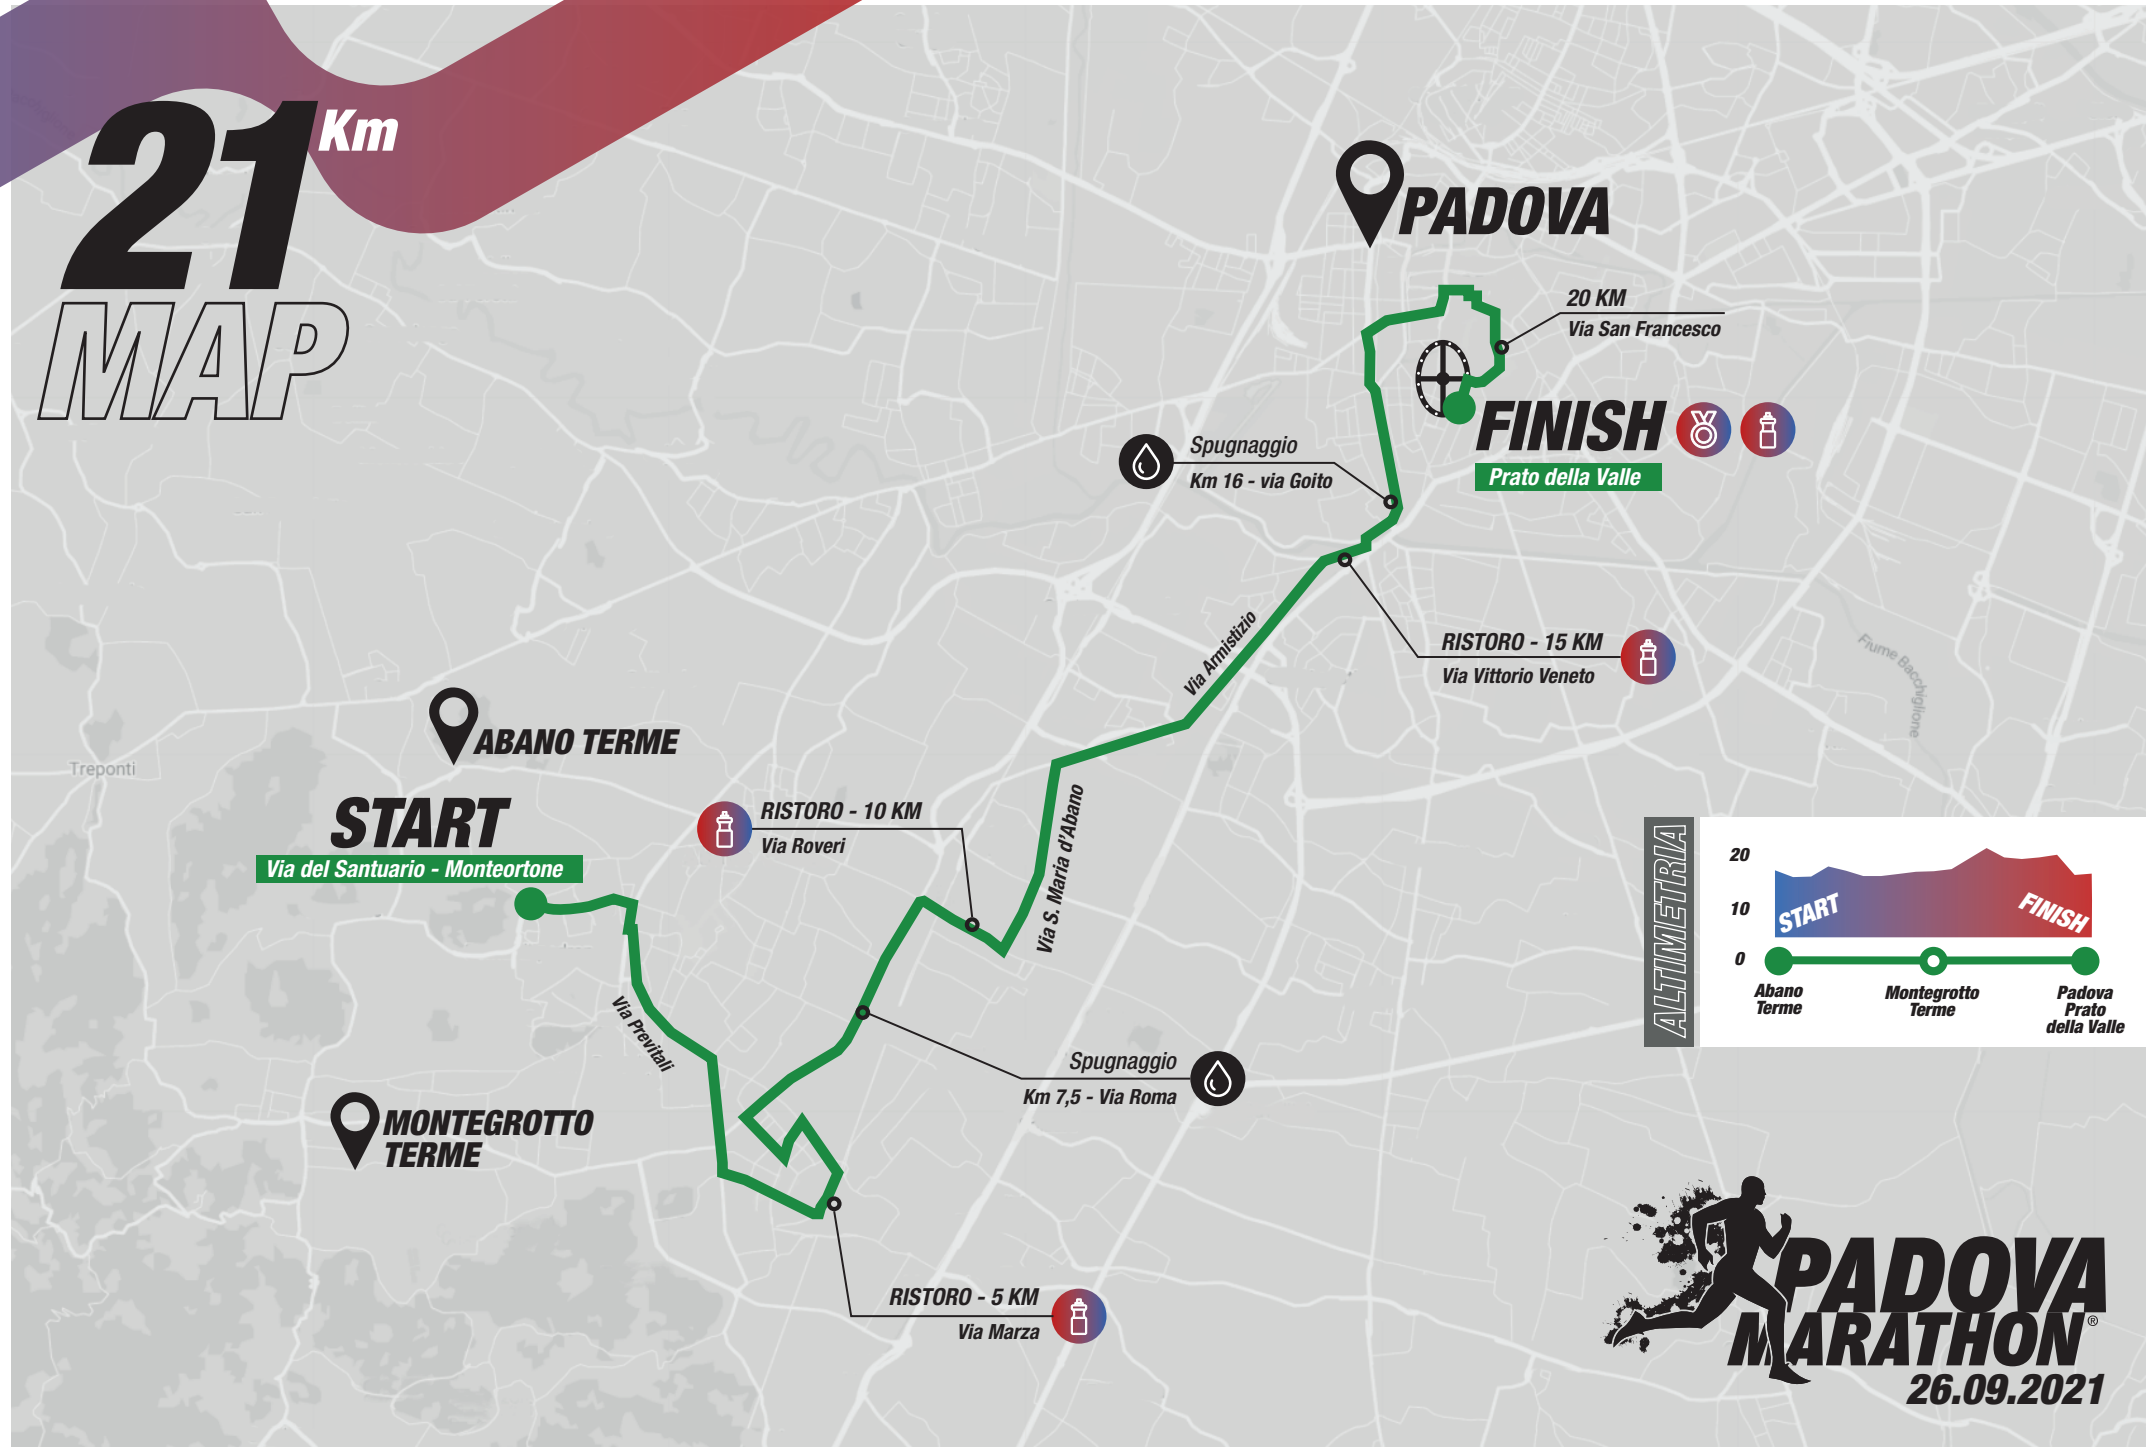 21 Km
MAP
PADOVA
20 KM
Via San Francesco
FINISH
Prato della Valle
Spugnaggio
Km 16 - via Goito
RISTORO - 15 KM
Via Vittorio Veneto
Via Armistizio
Fiume Bacchiglione
ABANO TERME
Treponti
START
Via del Santuario - Monteortone
RISTORO - 10 KM
Via Roveri
Via S. Maria d'Abano
Via Previtali
Spugnaggio
Km 7,5 - Via Roma
MONTEGROTTO
TERME
RISTORO - 5 KM
Via Marza
ALTIMETRIA
20
10
0
START
FINISH
Abano
Terme
Montegrotto
Terme
Padova
Prato
della Valle
PADOVA
MARATHON®
26.09.2021